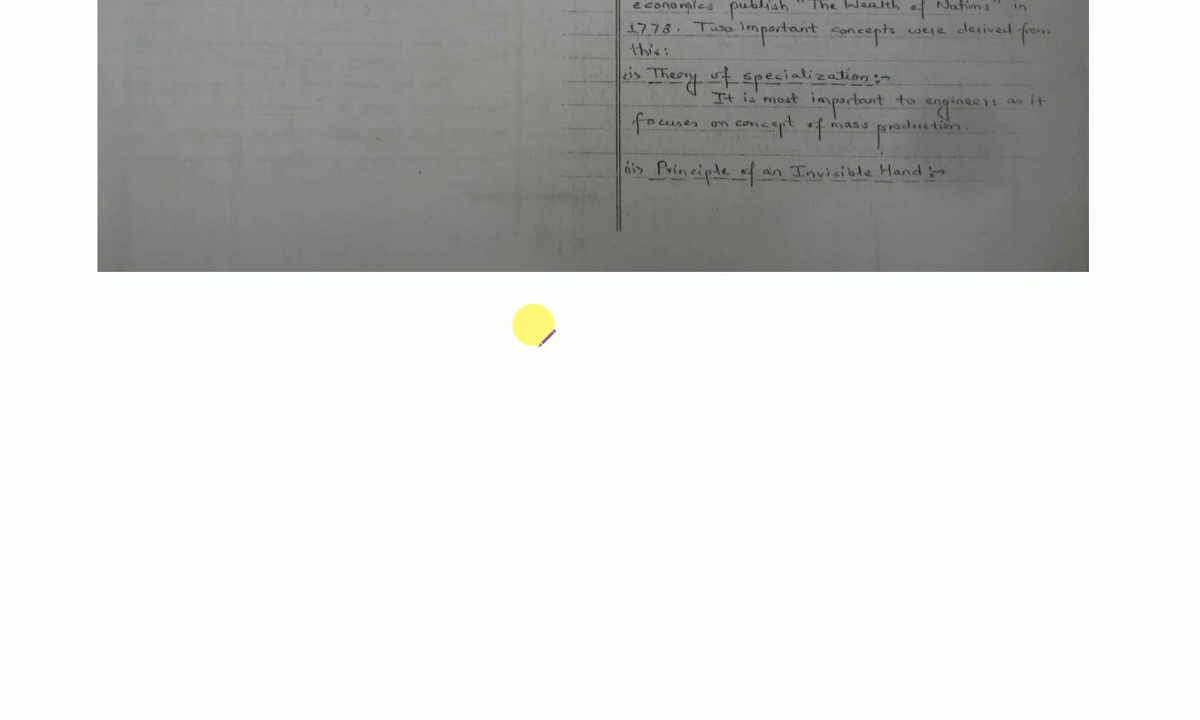 economics publish "The Wealth of Nations" in
1778. Two important concepts were derived from
this:
(i) Theory of specialization:-
It is most important to engineers as it
focuses on concept of mass production.
(ii) Principle of an Invisible Hand:-